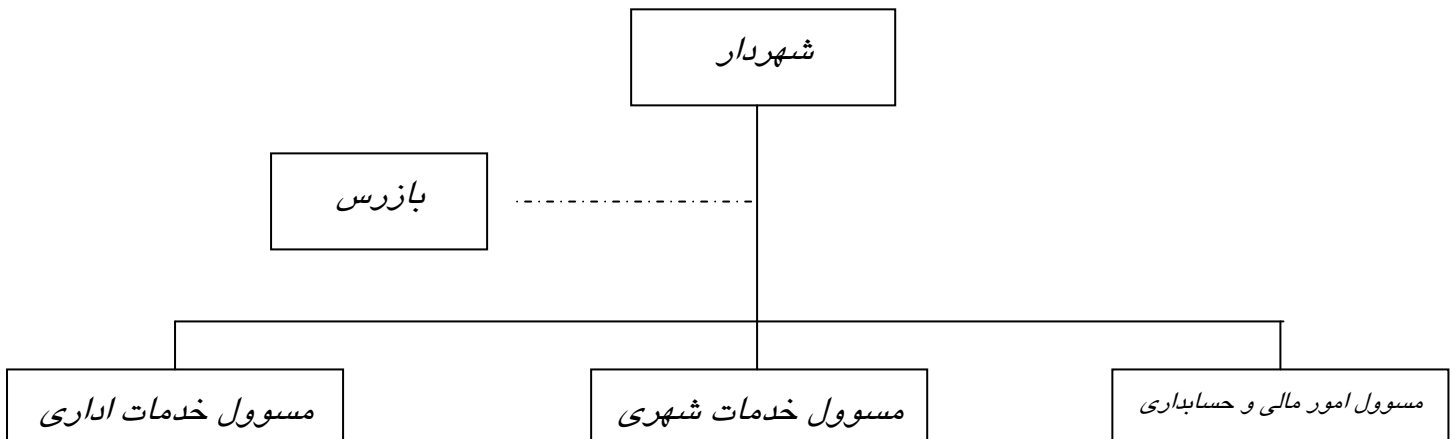 شهردار
بازرس
مسوول امور مالی و حسابداری
مسوول خدمات شهری
مسوول خدمات اداری